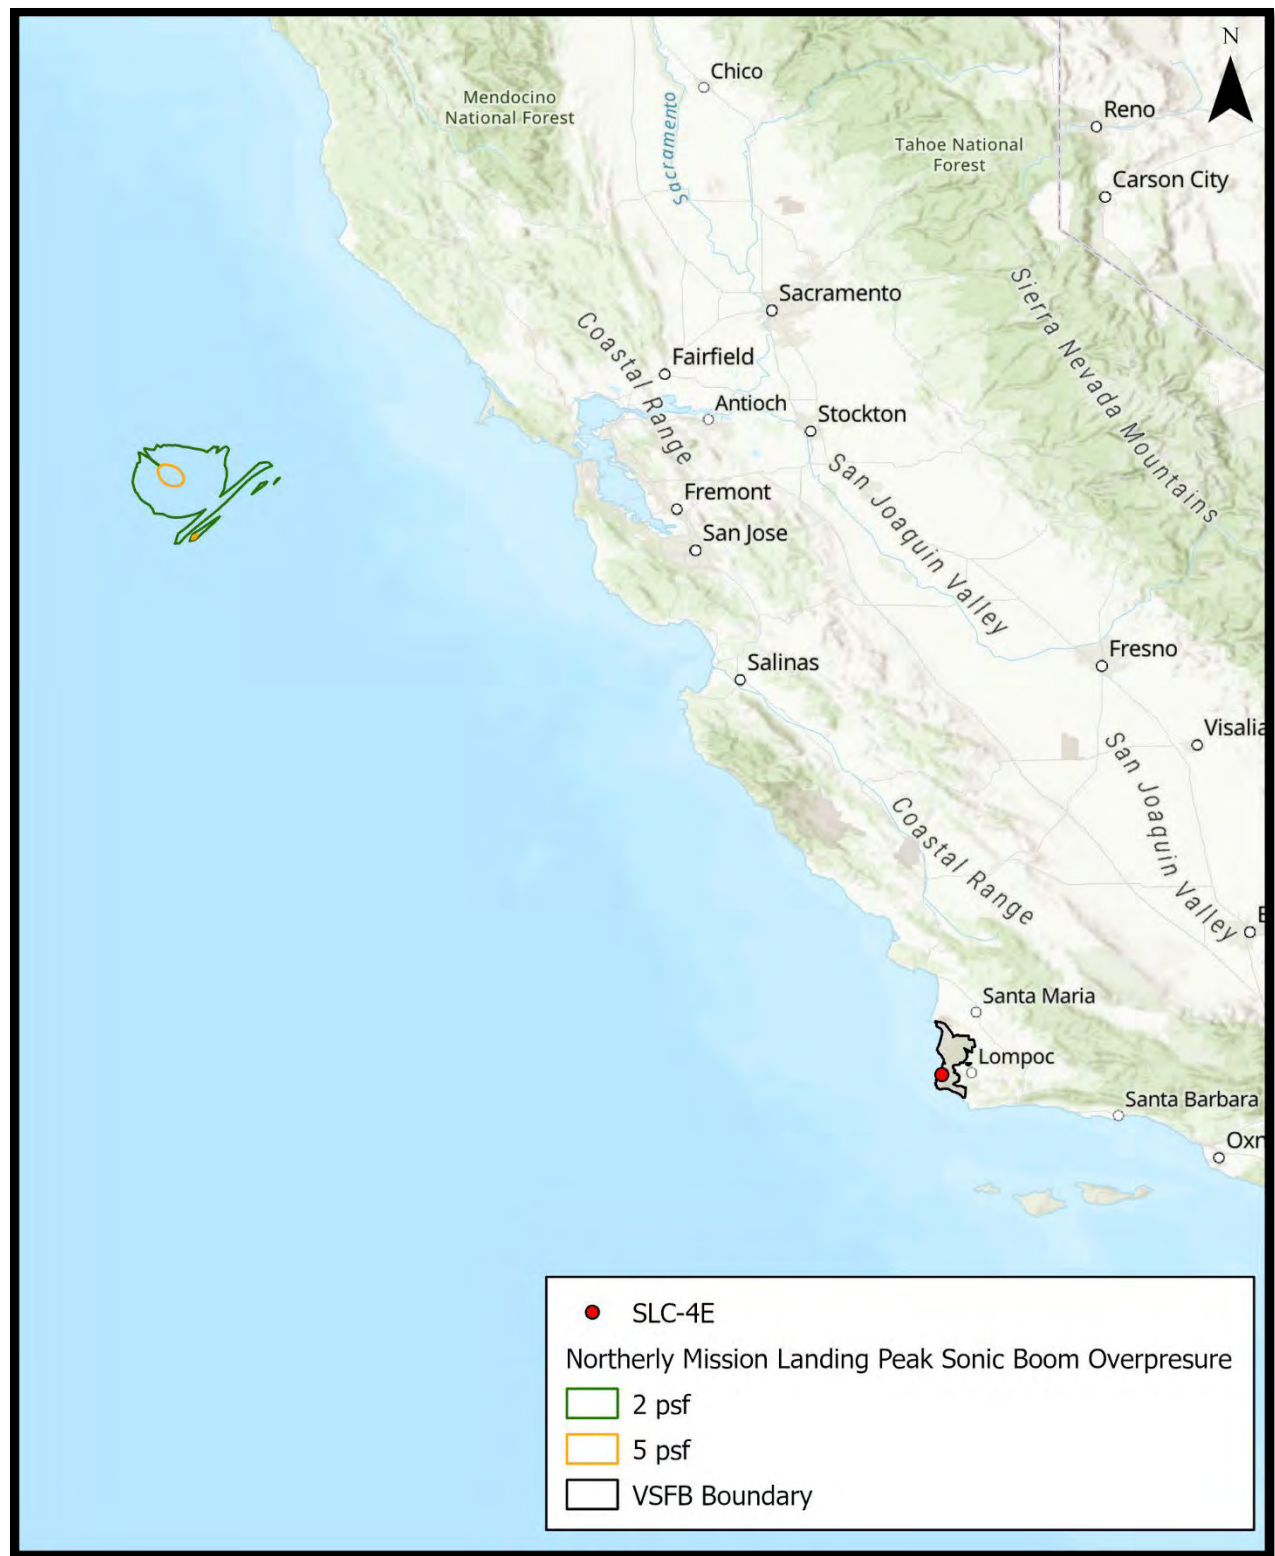 N
Chico
Mendocino
National Forest
Sacramento
Reno
Tahoe National
Forest
Carson City
Sacramento
Sierra Nevada Mountains
Coastal Range
Fairfield
Antioch
Stockton
San Joaquin Valley
Fremont
San Jose
Fresno
Salinas
Visalia
San Joaquin Valley
Coastal Range
Santa Maria
Lompoc
Santa Barbara
Oxn
SLC-4E
Northerly Mission Landing Peak Sonic Boom Overpresure
2 psf
5 psf
VSFB Boundary